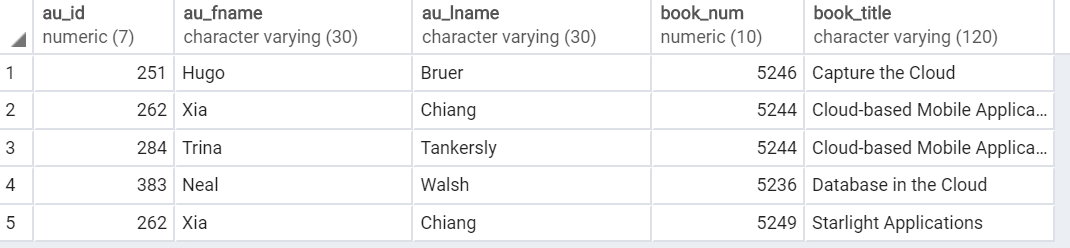 au_id au_fname au_lname book_num book_title
numeric (7) character varying (30) character varying (30) numeric (10) character varying (120)
1 251 Hugo Bruer 5246 Capture the Cloud
2 262 Xia Chiang 5244 Cloud-based Mobile Applica...
3 284 Trina Tankersly 5244 Cloud-based Mobile Applica...
4 383 Neal Walsh 5236 Database in the Cloud
5 262 Xia Chiang 5249 Starlight Applications